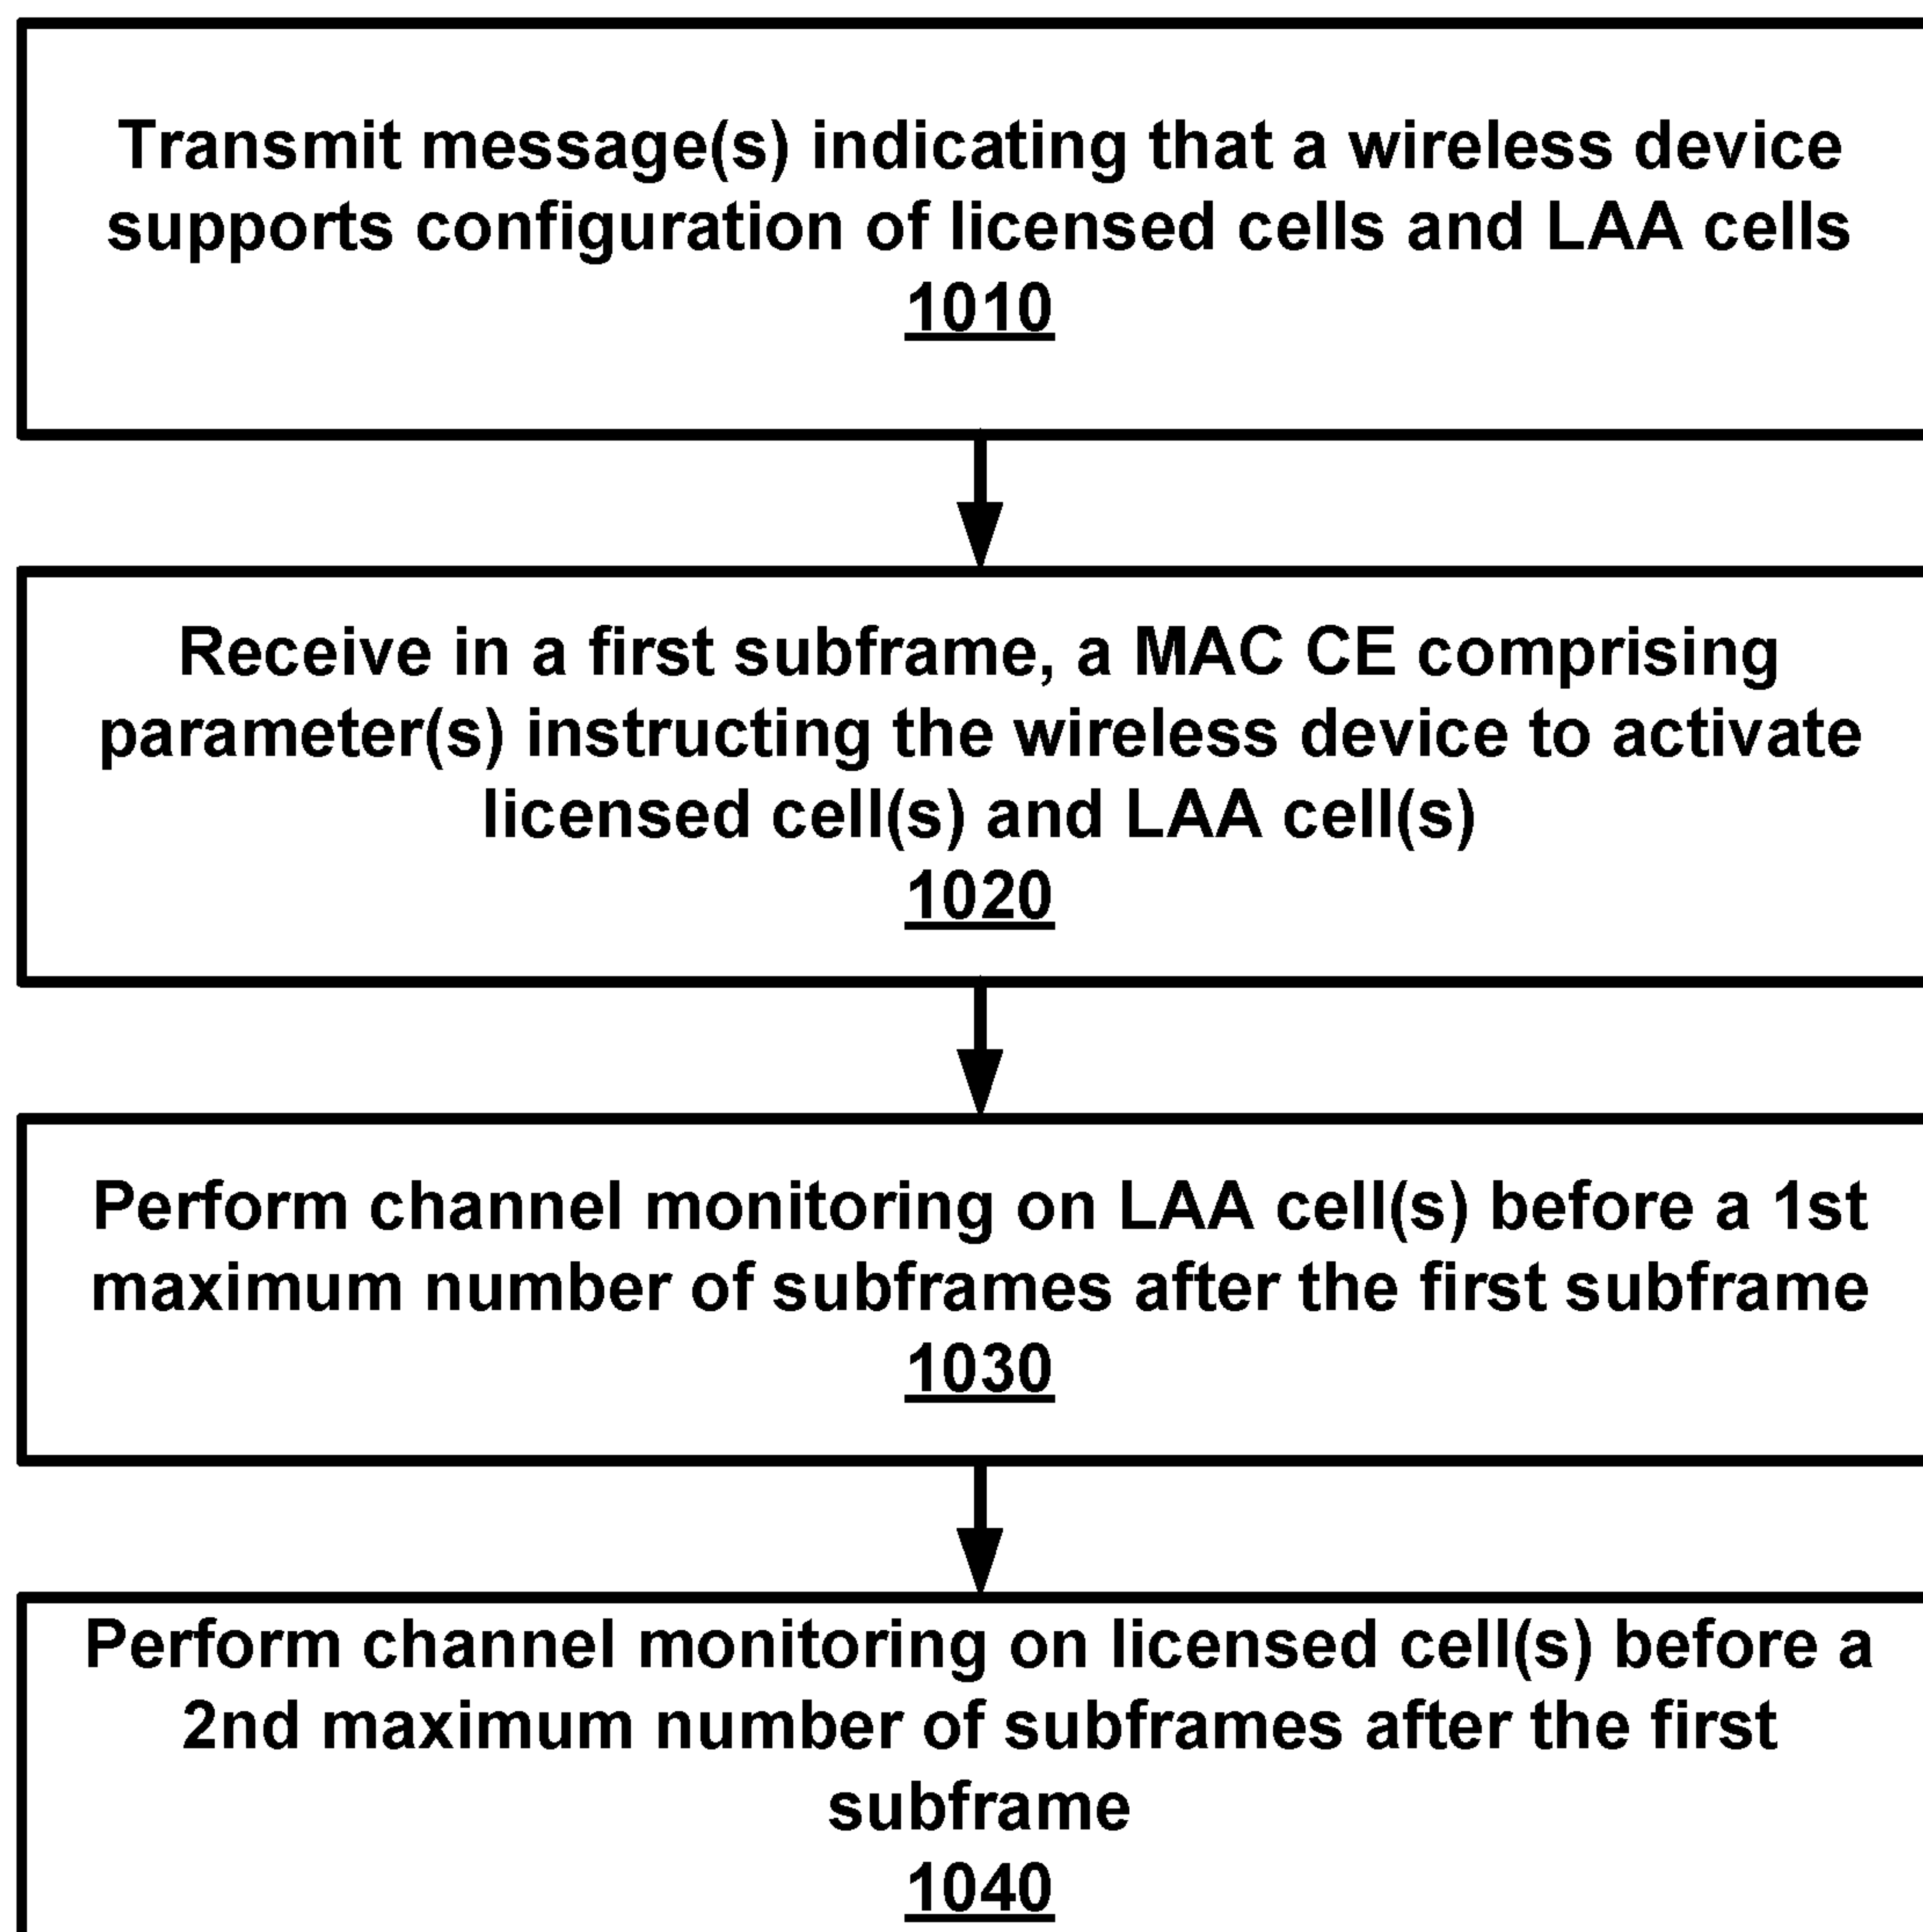 Transmit message(s) indicating that a wireless device
supports configuration of licensed cells and LAA cells
1010
Receive in a first subframe, a MAC CE comprising
parameter(s) instructing the wireless device to activate
licensed cell(s) and LAA cell(s)
1020
Perform channel monitoring on LAA cell(s) before a 1st
maximum number of subframes after the first subframe
1030
Perform channel monitoring on licensed cell(s) before a
2nd maximum number of subframes after the first
subframe
1040